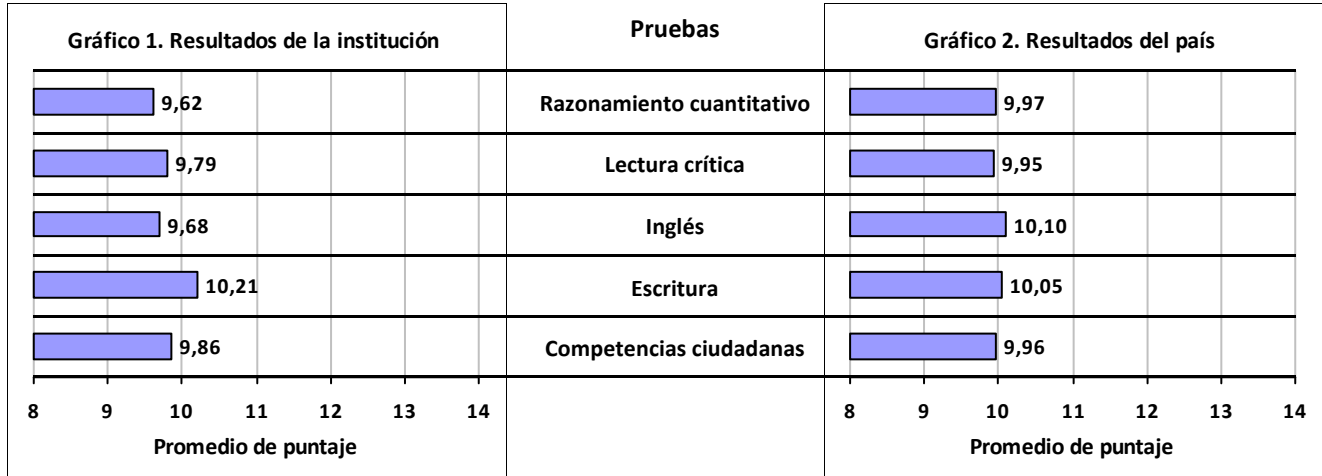 Gráfico 1. Resultados de la institución
Pruebas
Gráfico 2. Resultados del país
9,62
Razonamiento cuantitativo
9,97
9,79
Lectura crítica
9,95
9,68
Inglés
10,10
10,21
Escritura
10,05
9,86
Competencias ciudadanas
9,96
8 9 10 11 12 13 14
8 9 10 11 12 13 14
Promedio de puntaje
Promedio de puntaje